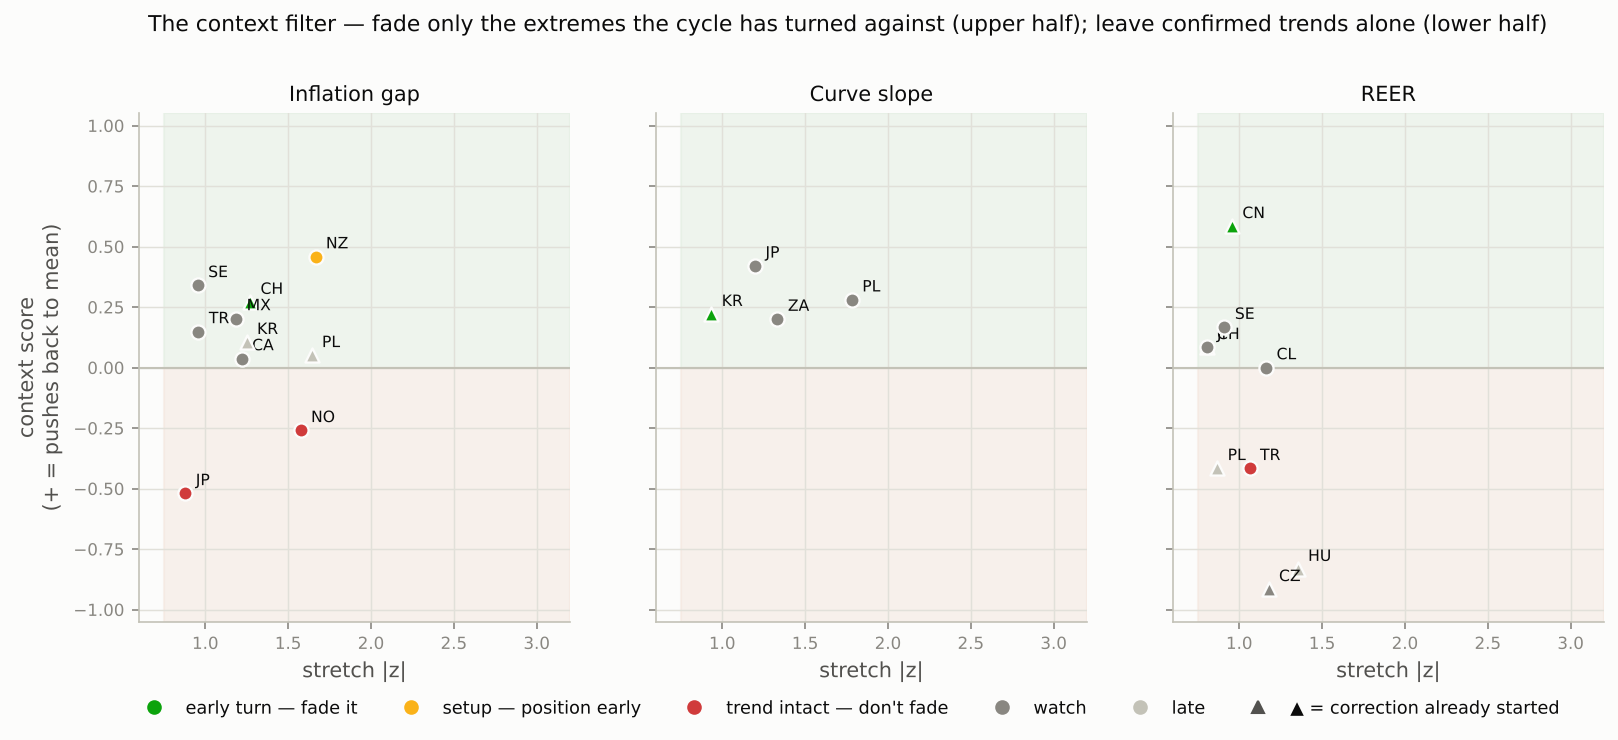 The context filter — fade only the extremes the cycle has turned against (upper half); leave confirmed trends alone (lower half)
Inflation gap
Curve slope
REER
context score
(+ = pushes back to mean)
1.00
0.75
0.50
0.25
0.00
−0.25
−0.50
−0.75
−1.00
NZ
SE
CH
MX
TR
KR
CA
PL
NO
JP
1.0 1.5 2.0 2.5 3.0
stretch |z|
JP
PL
KR
ZA
1.0 1.5 2.0 2.5 3.0
stretch |z|
CN
SE
CL
PL
TR
HU
CZ
1.0 1.5 2.0 2.5 3.0
stretch |z|
early turn — fade it
setup — position early
trend intact — don't fade
watch
late
▲ = correction already started